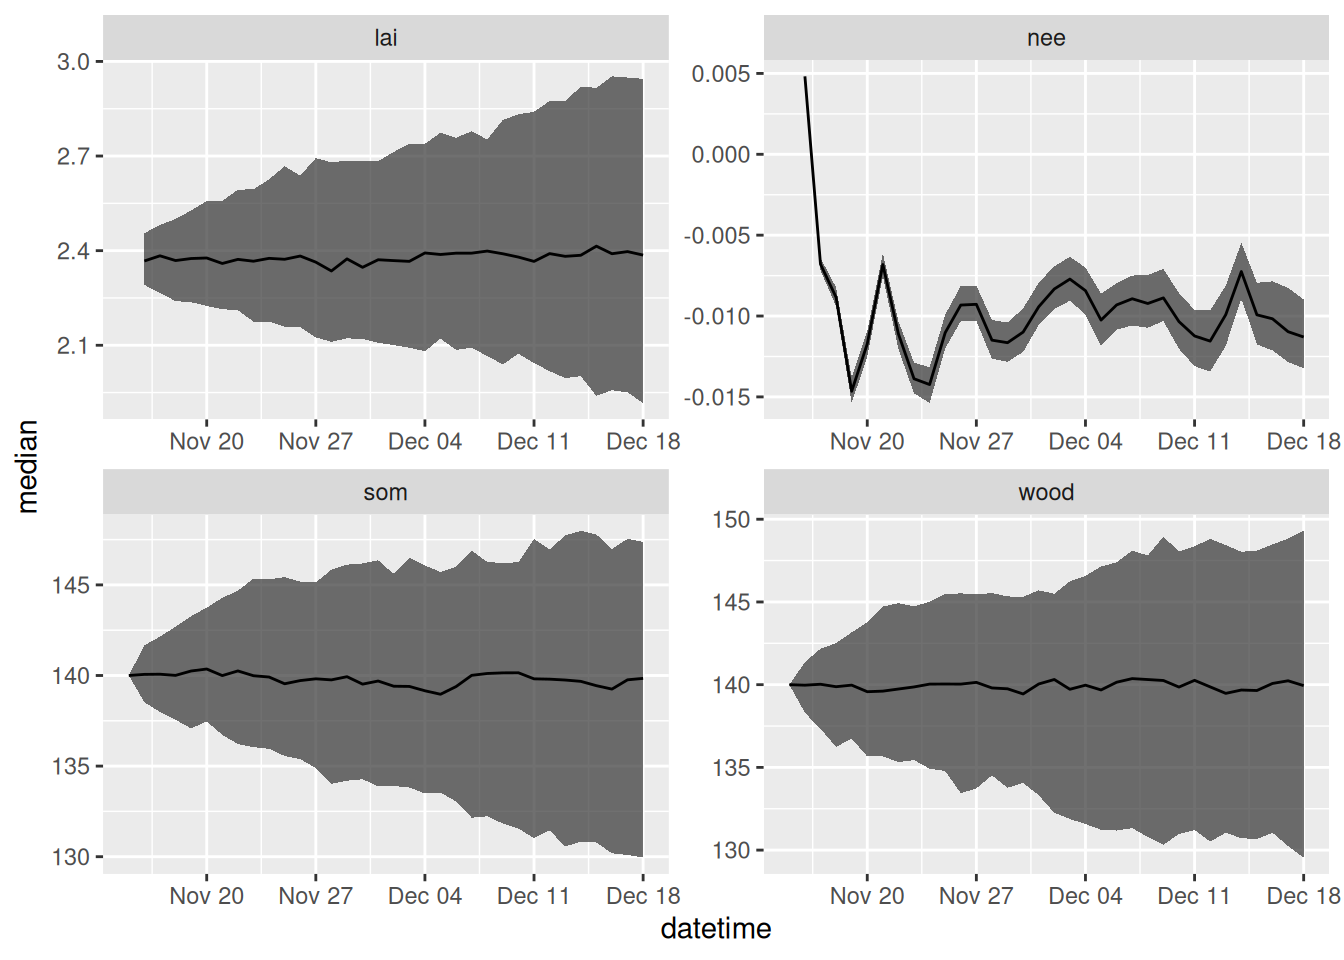 lai
nee
3.0
2.7
2.4
2.1
0.005
0.000
-0.005
-0.010
-0.015
Nov 20 Nov 27 Dec 04 Dec 11 Dec 18
Nov 20 Nov 27 Dec 04 Dec 11 Dec 18
median
som
wood
145
140
135
130
150
145
140
135
130
Nov 20 Nov 27 Dec 04 Dec 11 Dec 18
Nov 20 Nov 27 Dec 04 Dec 11 Dec 18
datetime